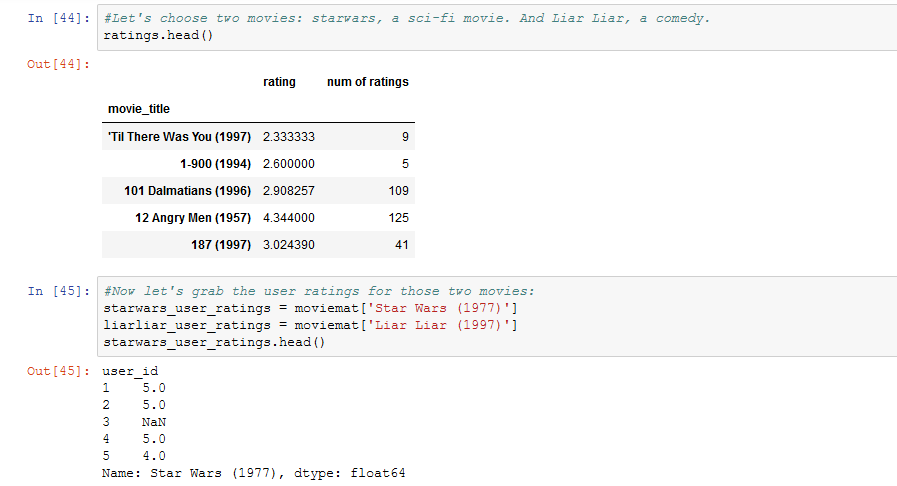 In [44]: #Let's choose two movies: starwars, a sci-fi movie. And Liar Liar, a comedy.
ratings.head()
Out[44]:
rating num of ratings
movie_title
'Til There Was You (1997) 2.333333 9
1-900 (1994) 2.600000 5
101 Dalmatians (1996) 2.908257 109
12 Angry Men (1957) 4.344000 125
187 (1997) 3.024390 41
In [45]: #Now let's grab the user ratings for those two movies:
starwars_user_ratings = moviemat['Star Wars (1977)']
liarliar_user_ratings = moviemat['Liar Liar (1997)']
starwars_user_ratings.head()
Out[45]: user_id
1 5.0
2 5.0
3 NaN
4 5.0
5 4.0
Name: Star Wars (1977), dtype: float64